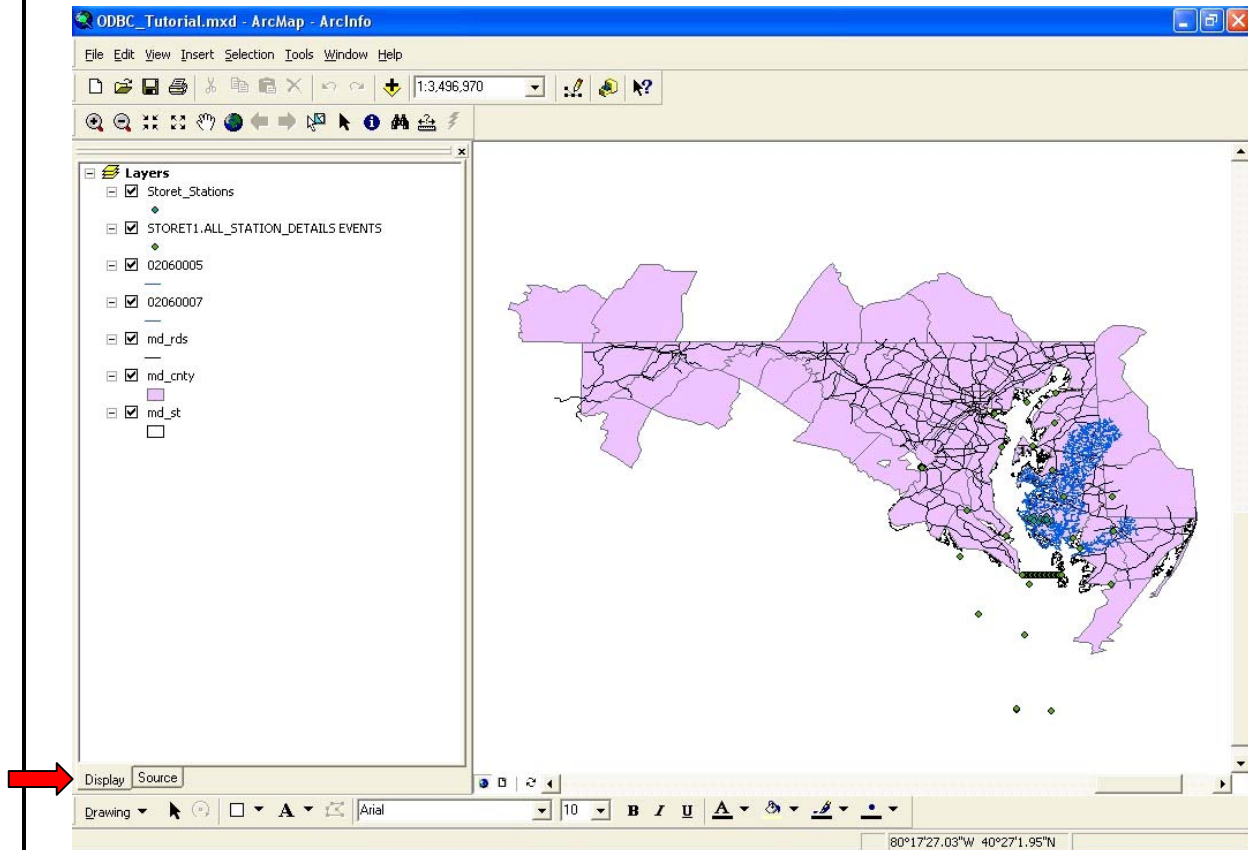 ODBC_Tutorial.mxd - ArcMap - ArcInfo
File Edit View Insert Selection Tools Window Help
1:3,496,970
Layers
Storet_Stations
STORET1.ALL_STATION_DETAILS EVENTS
02060005
02060007
md_rds
md_cnty
md_st
Display Source
Drawing A Arial 10 B I U A
80°17'27.03"W 40°27'1.95"N